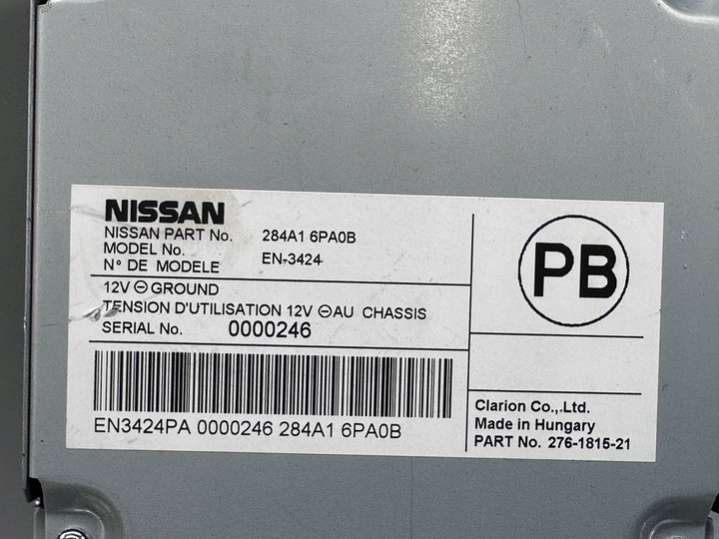 NISSAN
NISSAN PART No. 284A1 6PA0B
MODEL No.
N° DE MODELE EN-3424
12V ⊖ GROUND
TENSION D'UTILISATION 12V ⊖ AU CHASSIS
SERIAL No. 0000246
EN3424PA 0000246 284A1 6PA0B
PB
Clarion Co.,.Ltd.
Made in Hungary
PART No. 276-1815-21